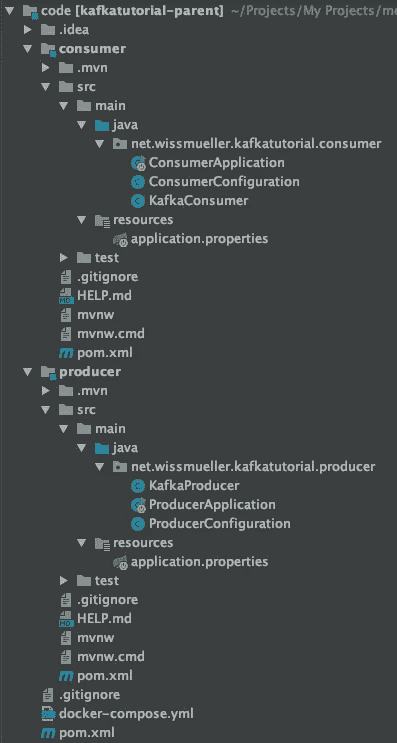 code [kafkatutorial-parent] ~/Projects/My Projects/me
.idea
consumer
.mvn
src
main
java
net.wissmueller.kafkatutorial.consumer
ConsumerApplication
ConsumerConfiguration
KafkaConsumer
resources
application.properties
test
.gitignore
HELP.md
mvnw
mvnw.cmd
pom.xml
producer
.mvn
src
main
java
net.wissmueller.kafkatutorial.producer
KafkaProducer
ProducerApplication
ProducerConfiguration
resources
application.properties
test
.gitignore
HELP.md
mvnw
mvnw.cmd
pom.xml
.gitignore
docker-compose.yml
pom.xml